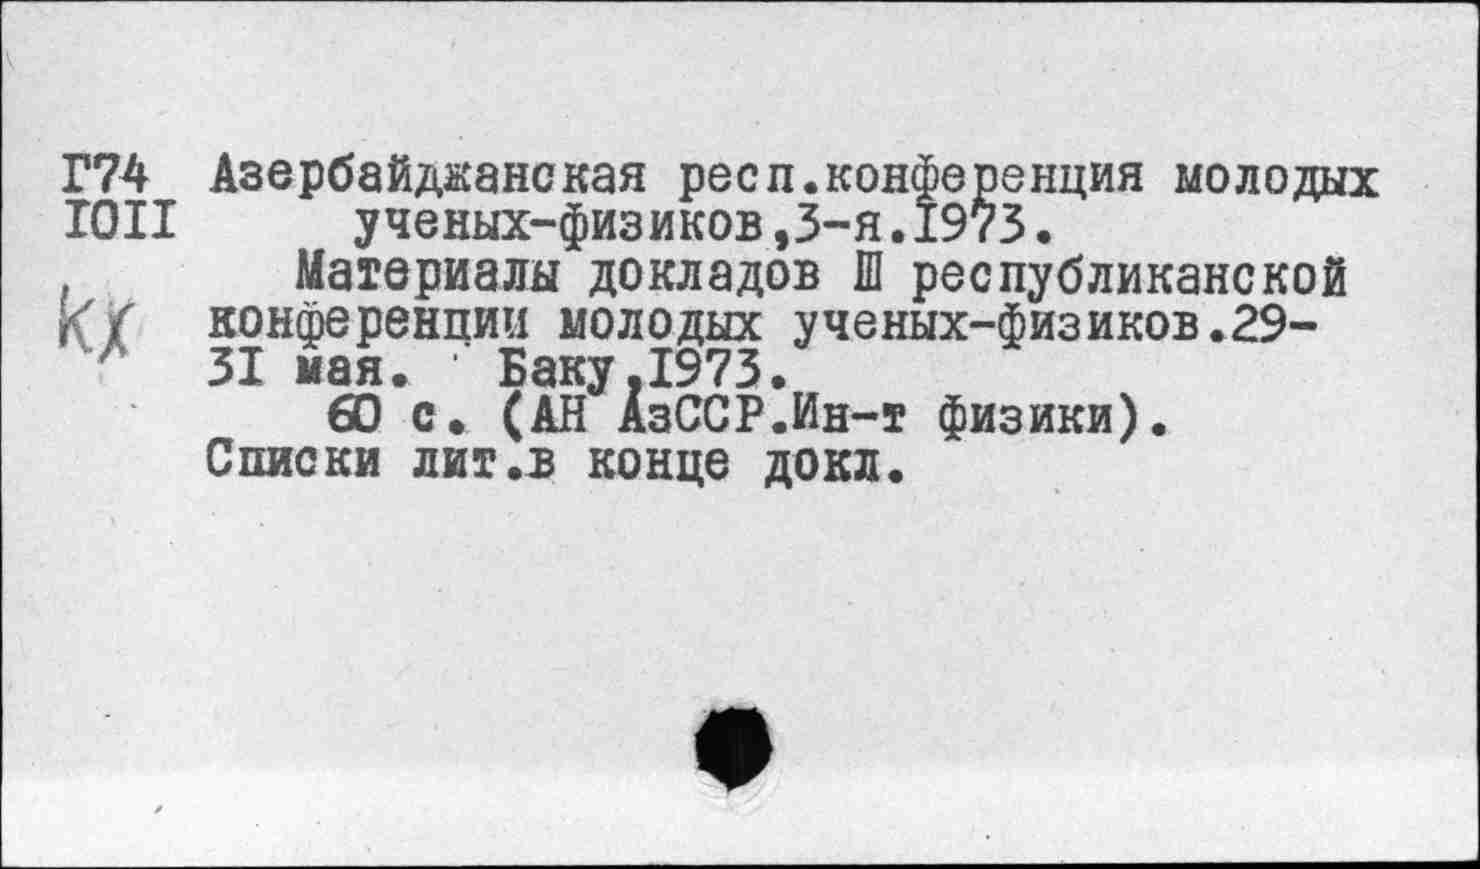 Г74 Азербайджанская респ.конференция молодых
1011 ученых-физиков,3-я.1973.
Материалы докладов Ш республиканской
КХ конференции молодых ученых-физиков.29-
31 мая. Баку.1973.
60 с. (АН АзССР.Ин-т физики).
Списки лит.в конце докл.